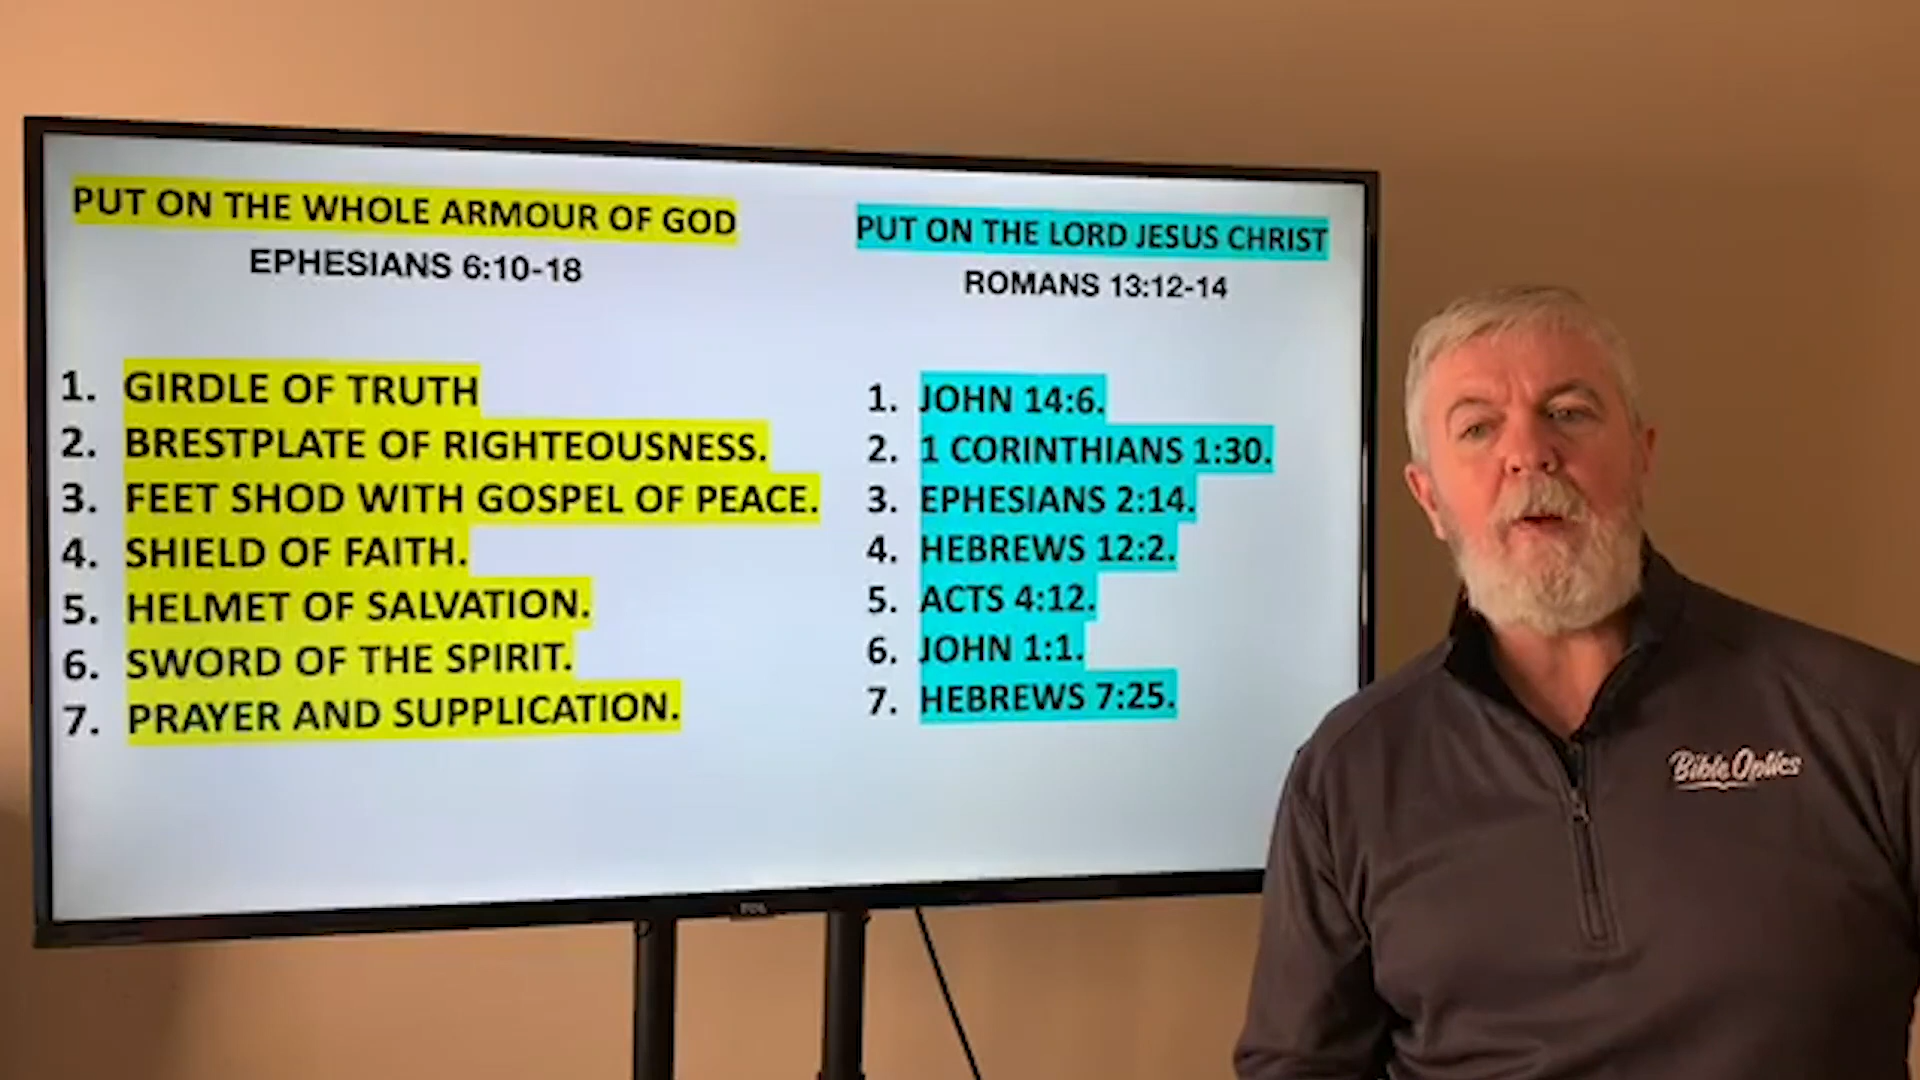 PUT ON THE WHOLE ARMOUR OF GOD
EPHESIANS 6:10-18
1. GIRDLE OF TRUTH
2. BRESTPLATE OF RIGHTEOUSNESS.
3. FEET SHOD WITH GOSPEL OF PEACE.
4. SHIELD OF FAITH.
5. HELMET OF SALVATION.
6. SWORD OF THE SPIRIT.
7. PRAYER AND SUPPLICATION.
PUT ON THE LORD JESUS CHRIST
ROMANS 13:12-14
1. JOHN 14:6.
2. 1 CORINTHIANS 1:30.
3. EPHESIANS 2:14.
4. HEBREWS 12:2.
5. ACTS 4:12.
6. JOHN 1:1.
7. HEBREWS 7:25.
Bible Optics